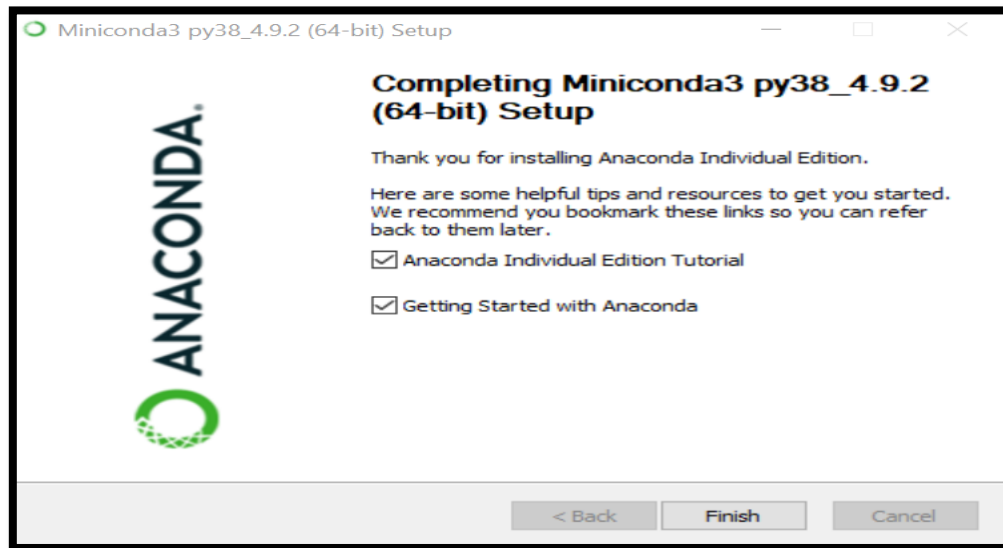 Miniconda3 py38_4.9.2 (64-bit) Setup
ANACONDA.
Completing Miniconda3 py38_4.9.2
(64-bit) Setup
Thank you for installing Anaconda Individual Edition.
Here are some helpful tips and resources to get you started.
We recommend you bookmark these links so you can refer
back to them later.
Anaconda Individual Edition Tutorial
Getting Started with Anaconda
< Back
Finish
Cancel